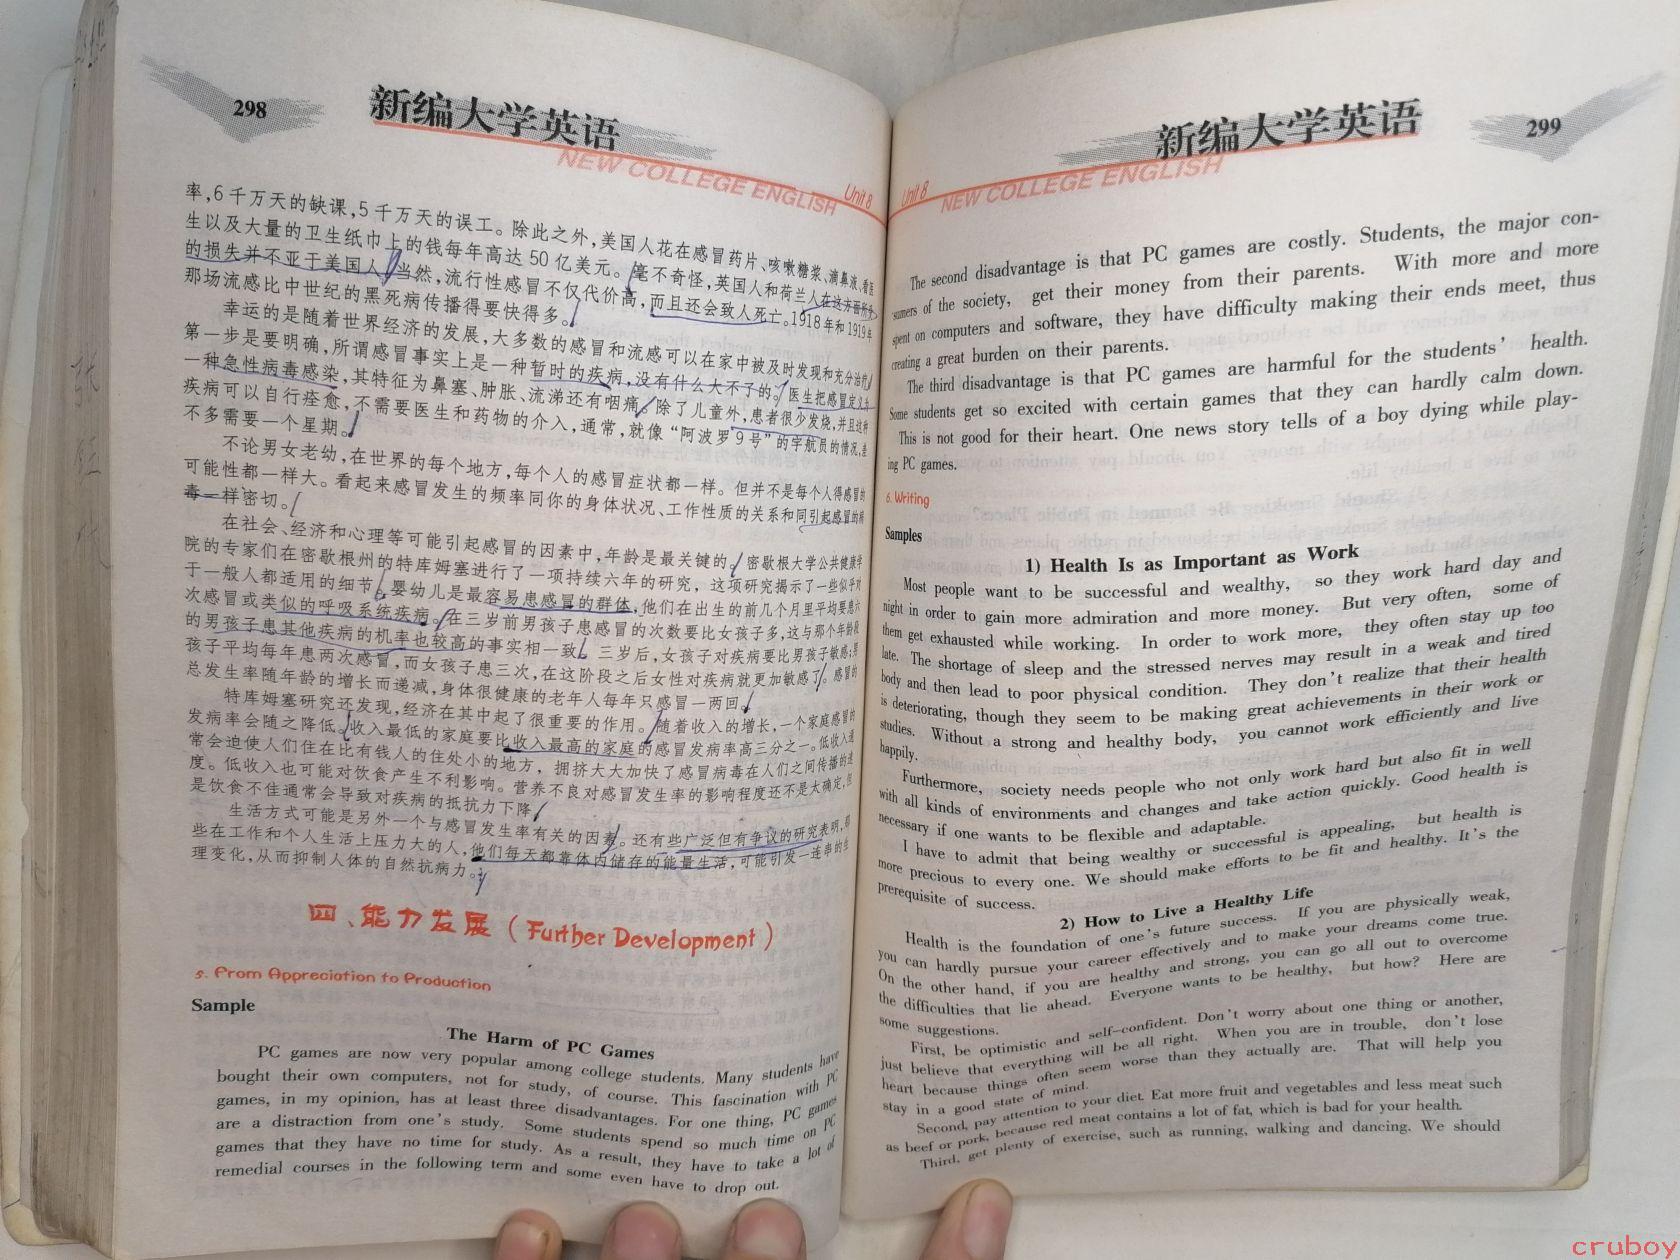 298
新编大学英语
NEW COLLEGE ENGLISH
Unit 8
率,6千万天的缺课,5千万天的误工。除此之外,美国人花在感冒药片、咳嗽糖浆、滴鼻液、看医
生以及大量的卫生纸巾上的钱每年高达50亿美元。毫不奇怪,英国人和荷兰人在这方面所受
的损失并不亚于美国人。当然,流行性感冒不仅代价高,而且还会致人死亡。1918年和1919年
那场流感比中世纪的黑死病传播得要快得多。
幸运的是随着世界经济的发展,大多数的感冒和流感可以在家中被及时发现和充分治疗。
第一步是要明确,所谓感冒事实上是一种暂时的疾病,没有什么大不了的。医生把感冒定义为
一种急性病毒感染,其特征为鼻塞、肿胀、流涕还有咽痛。除了儿童外,患者很少发烧,并且这种
疾病可以自行痊愈,不需要医生和药物的介入,通常,就像“阿波罗9号”的宇航员的情况,差
不多需要一个星期。
不论男女老幼,在世界的每个地方,每个人的感冒症状都一样。但并不是每个人得感冒的
可能性都一样大。看起来感冒发生的频率同你的身体状况、工作性质的关系和同引起感冒的病
毒一样密切。
在社会、经济和心理等可能引起感冒的因素中,年龄是最关键的。密歇根大学公共健康学
院的专家们在密歇根州的特库姆塞进行了一项持续六年的研究,这项研究揭示了一些似乎对
于一般人都适用的细节。婴幼儿是最容易患感冒的群体,他们在出生的前几个月里平均要患六
次感冒或类似的呼吸系统疾病。在三岁前男孩子患感冒的次数要比女孩子多,这与那个年龄段
的男孩子患其他疾病的机率也较高的事实相一致。三岁后,女孩子对疾病要比男孩子敏感;男
孩子平均每年患两次感冒,而女孩子患三次,在这阶段之后女性对疾病就更加敏感了。感冒的
总发生率随年龄的增长而递减,身体很健康的老年人每年只感冒一两回。
特库姆塞研究还发现,经济在其中起了很重要的作用。随着收入的增长,一个家庭感冒的
发病率会随之降低。收入最低的家庭要比收入最高的家庭的感冒发病率高三分之一。低收入通
常会迫使人们住在比有钱人的住处小的地方,拥挤大大加快了感冒病毒在人们之间传播的速
度。低收入也可能对饮食产生不利影响。营养不良对感冒发生率的影响程度还不是太确定,但
是饮食不佳通常会导致对疾病的抵抗力下降。
生活方式可能是另外一个与感冒发生率有关的因素。还有些广泛但有争议的研究表明,那
些在工作和个人生活上压力大的人,他们每天都靠体内储存的能量生活,可能引发一连串的生
理变化,从而抑制人体的自然抗病力。
四、能力发展(Further Development)
5. From Appreciation to Production
Sample
The Harm of PC Games
PC games are now very popular among college students. Many students have
bought their own computers, not for study, of course. This fascination with PC
games, in my opinion, has at least three disadvantages. For one thing, PC games
are a distraction from one's study. Some students spend so much time on PC
games that they have no time for study. As a result, they have to take a lot of
remedial courses in the following term and some even have to drop out.
新编大学英语
299
Unit 8
NEW COLLEGE ENGLISH
The second disadvantage is that PC games are costly. Students, the major con-
sumers of the society, get their money from their parents. With more and more
spent on computers and software, they have difficulty making their ends meet, thus
creating a great burden on their parents.
The third disadvantage is that PC games are harmful for the students' health.
Some students get so excited with certain games that they can hardly calm down.
This is not good for their heart. One news story tells of a boy dying while play-
ing PC games.
6. Writing
Samples
1) Health Is as Important as Work
Most people want to be successful and wealthy, so they work hard day and
night in order to gain more admiration and more money. But very often, some of
them get exhausted while working. In order to work more, they often stay up too
late. The shortage of sleep and the stressed nerves may result in a weak and tired
body and then lead to poor physical condition. They don't realize that their health
is deteriorating, though they seem to be making great achievements in their work or
studies. Without a strong and healthy body, you cannot work efficiently and live
happily.
Furthermore, society needs people who not only work hard but also fit in well
with all kinds of environments and changes and take action quickly. Good health is
necessary if one wants to be flexible and adaptable.
I have to admit that being wealthy or successful is appealing, but health is
more precious to every one. We should make efforts to be fit and healthy. It's the
prerequisite of success.
2) How to Live a Healthy Life
Health is the foundation of one's future success. If you are physically weak,
you can hardly pursue your career effectively and to make your dreams come true.
On the other hand, if you are healthy and strong, you can go all out to overcome
the difficulties that lie ahead. Everyone wants to be healthy, but how? Here are
some suggestions.
First, be optimistic and self-confident. Don't worry about one thing or another,
just believe that everything will be all right. When you are in trouble, don't lose
heart because things often seem worse than they actually are. That will help you
stay in a good state of mind.
Second, pay attention to your diet. Eat more fruit and vegetables and less meat such
as beef or pork, because red meat contains a lot of fat, which is bad for your health.
Third, get plenty of exercise, such as running, walking and dancing. We should
cruboy